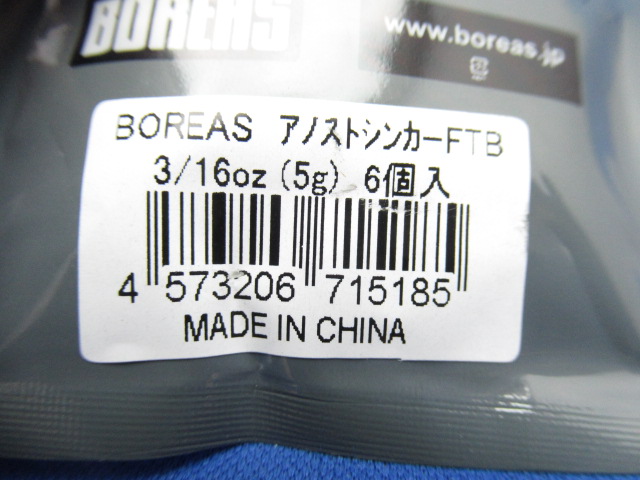 BOREAS
www.boreas.jp
BOREAS アノストシンカーFTB
3/16oz (5g) 6個入
4 573206 715185
MADE IN CHINA